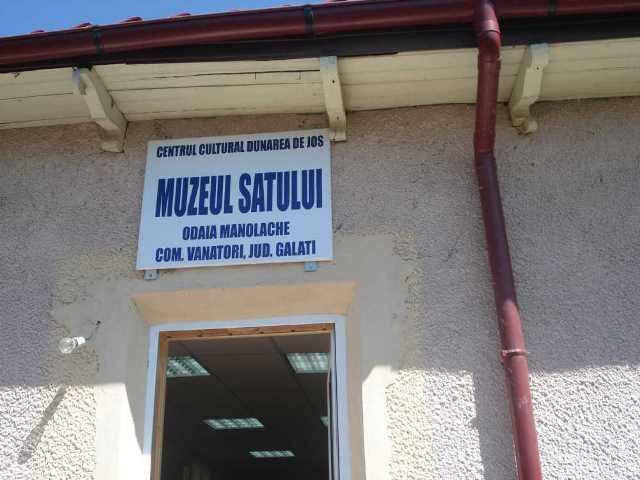 CENTRUL CULTURAL DUNAREA DE JOS
MUZEUL SATULUI
ODAIA MANOLACHE
COM. VANATORI, JUD. GALATI